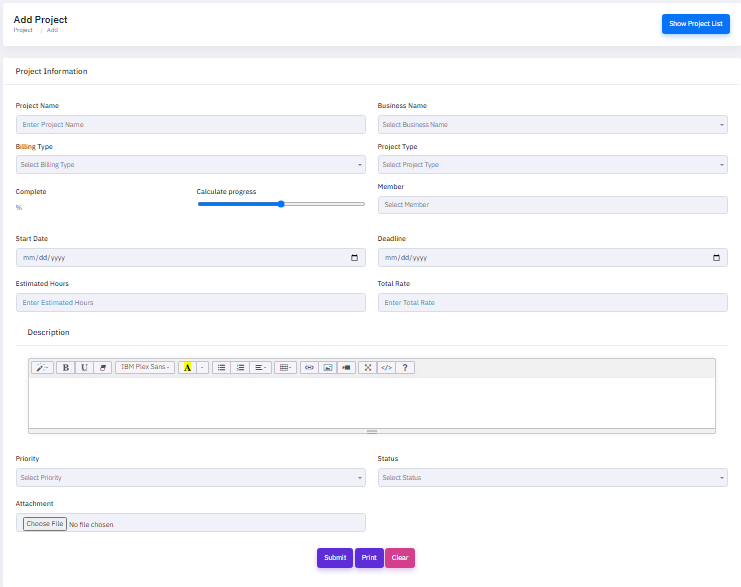 Add Project
Project / Add
Show Project List
Project Information
Project Name
Business Name
Enter Project Name
Select Business Name
Billing Type
Project Type
Select Billing Type
Select Project Type
Complete
Calculate progress
Member
%
Select Member
Start Date
Deadline
mm/dd/yyyy
mm/dd/yyyy
Estimated Hours
Total Rate
Enter Estimated Hours
Enter Total Rate
Description
B U IBM Plex Sans A </> ?
Priority
Status
Select Priority
Select Status
Attachment
Choose File No file chosen
Submit Print Clear